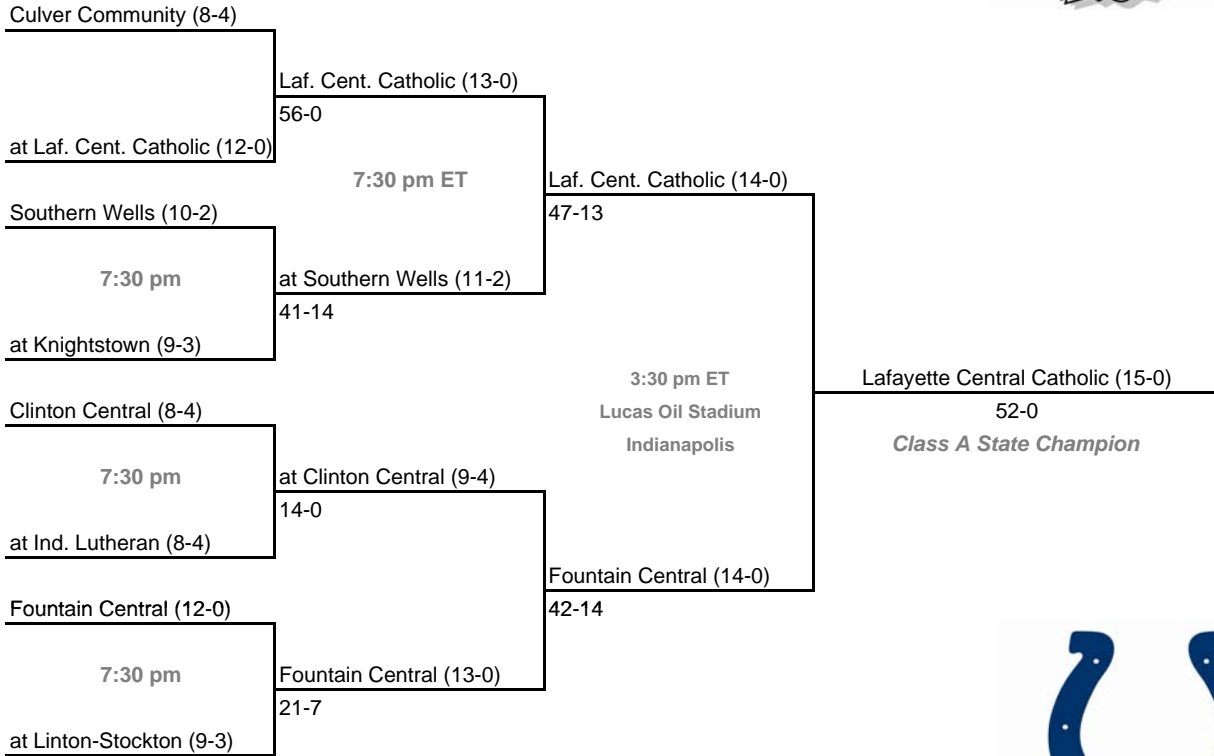 Culver Community (8-4)
Laf. Cent. Catholic (13-0)
56-0
at Laf. Cent. Catholic (12-0)
7:30 pm ET
Laf. Cent. Catholic (14-0)
47-13
Southern Wells (10-2)
7:30 pm
at Southern Wells (11-2)
41-14
at Knightstown (9-3)
3:30 pm ET
Lucas Oil Stadium
Indianapolis
Lafayette Central Catholic (15-0)
52-0
Class A State Champion
Clinton Central (8-4)
7:30 pm
at Clinton Central (9-4)
14-0
at Ind. Lutheran (8-4)
Fountain Central (14-0)
42-14
Fountain Central (12-0)
7:30 pm
Fountain Central (13-0)
21-7
at Linton-Stockton (9-3)